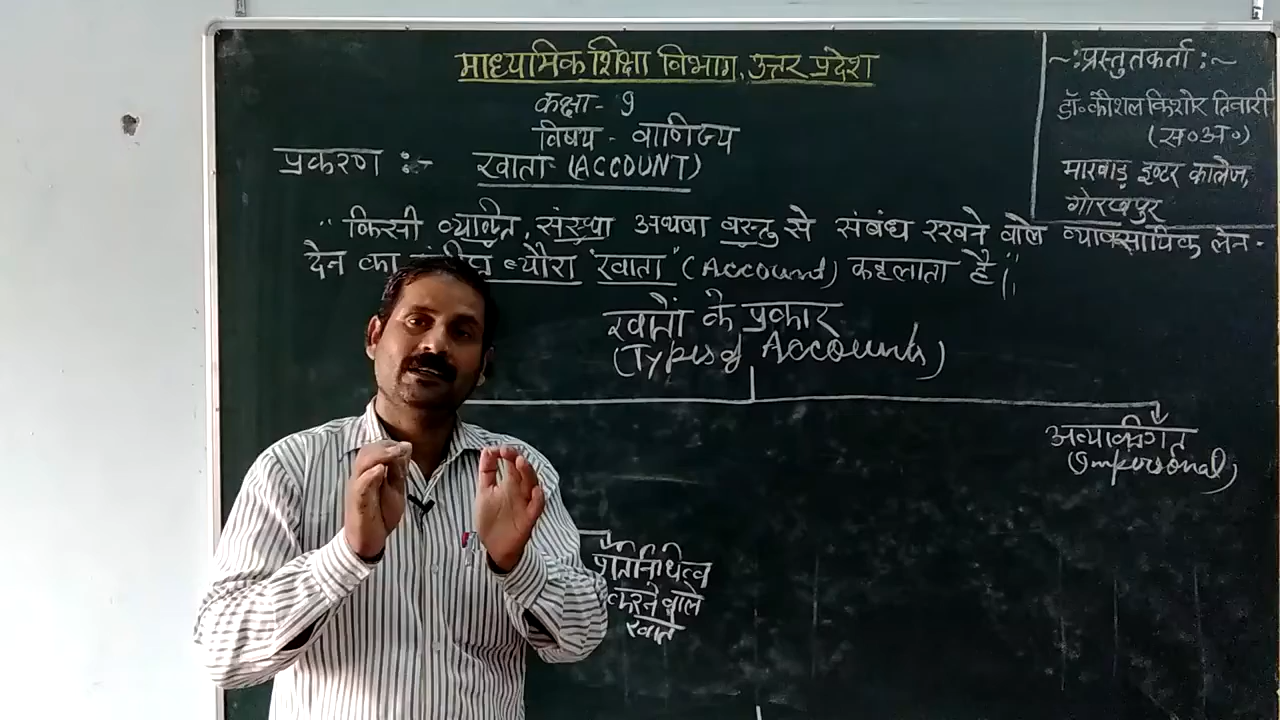 माध्यमिक शिक्षा विभाग, उत्तर प्रदेश
कक्षा - 9
विषय - वाणिज्य
प्रकरण :- खाता (ACCOUNT)
~:प्रस्तुतकर्ता:~
डॉ० कौशल किशोर तिवारी
(स०अ०)
मारवाड़ इण्टर कालेज,
गोरखपुर
"किसी व्यक्ति, संस्था अथवा वस्तु से संबंध रखने वाले व्यावसायिक लेन-
देन का ब्यौरा "खाता" (Account) कहलाता है।"
खातों के प्रकार
(Types of Accounts)
अव्यक्तिगत
(Impersonal)
प्रतिनिधित्व
करने वाले
खाते